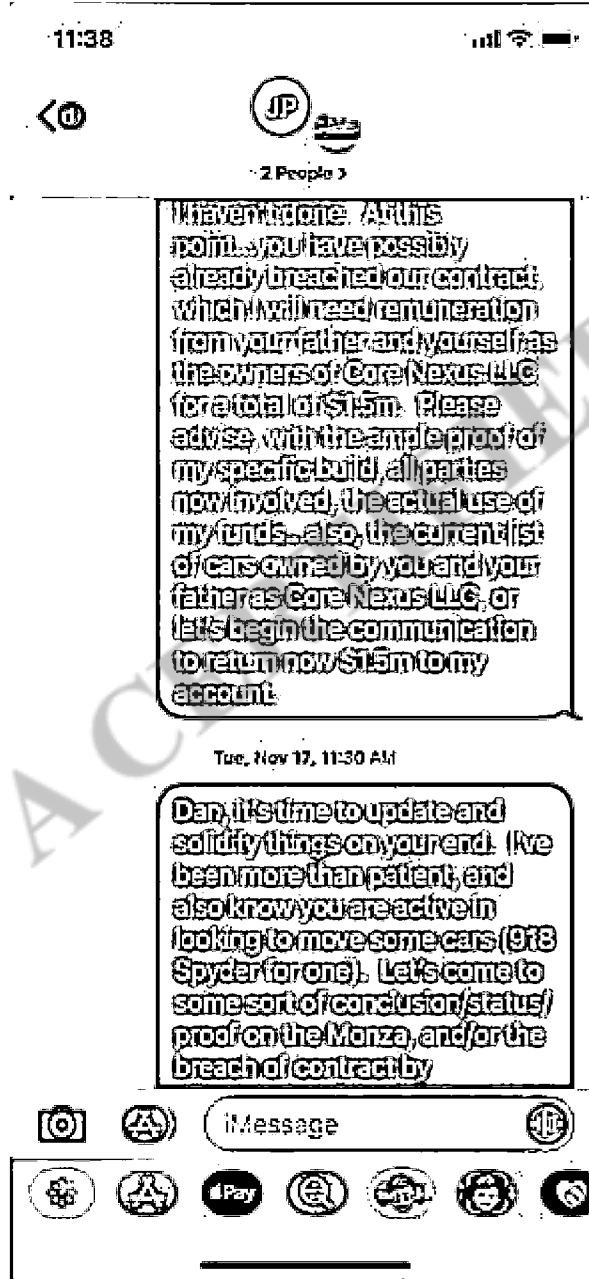 11:38
JP
2 People >
I haven't done. At this
point...you have possibly
already breached our contract,
which I will need remuneration
from your father and yourself as
the owners of Core Nexus LLC
for a total of $1.5m. Please
advise, with the ample proof of
my specific build, all parties
now involved, the actual use of
my funds...also, the current list
of cars owned by you and your
father as Core Nexus LLC, or
let's begin the communication
to return now $1.5m to my
account.
Tue, Nov 17, 11:30 AM
Dan, it's time to update and
solidify things on your end. I've
been more than patient, and
also know you are active in
looking to move some cars (918
Spyder for one). Let's come to
some sort of conclusion/status/
proof on the Monza, and/or the
breach of contract by
iMessage
Pay
A CERTIFIED